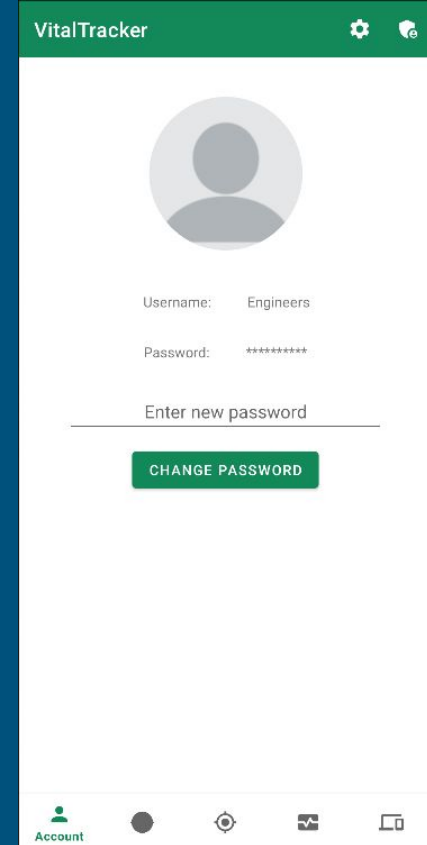 VitalTracker
Username: Engineers
Password: **********
Enter new password
CHANGE PASSWORD
Account